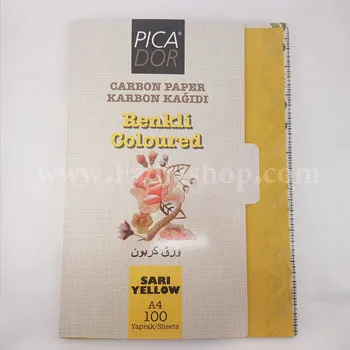 PICA®
DOR
CARBON PAPER
KARBON KAĞIDI
Renkli
Coloured
ورق كربون
SARI
YELLOW
A4
100
Yaprak/Sheets